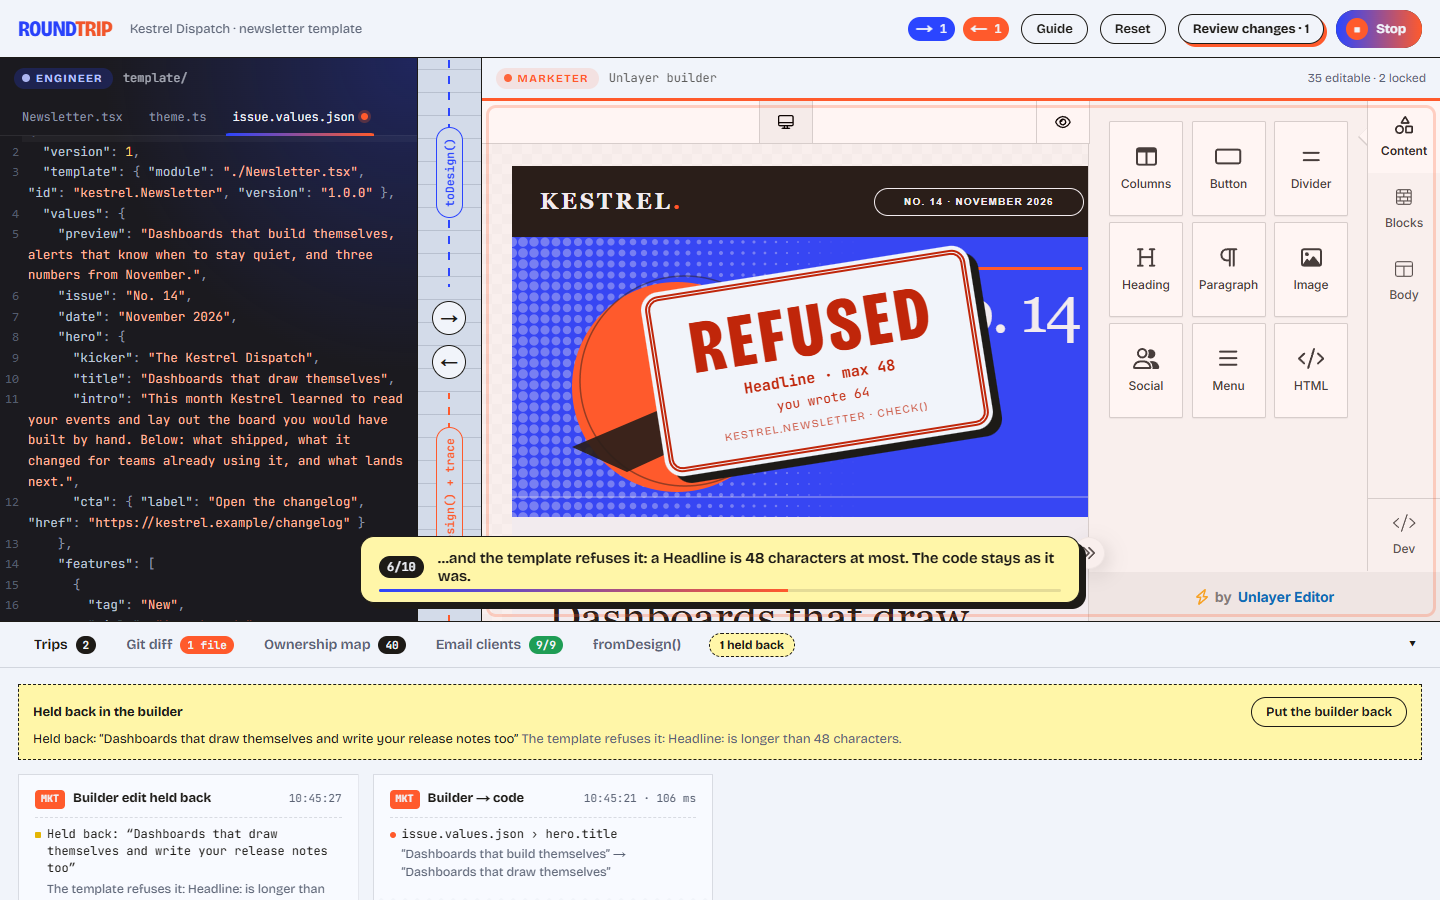 ROUNDTRIP
Kestrel Dispatch · newsletter template
→ 1
← 1
Guide
Reset
Review changes · 1
Stop
ENGINEER
template/
Newsletter.tsx
theme.ts
issue.values.json
2 "version": 1,
3 "template": { "module": "./Newsletter.tsx",
"id": "kestrel.Newsletter", "version": "1.0.0" },
4 "values": {
5 "preview": "Dashboards that build themselves,
alerts that know when to stay quiet, and three
numbers from November.",
6 "issue": "No. 14",
7 "date": "November 2026",
8 "hero": {
9 "kicker": "The Kestrel Dispatch",
10 "title": "Dashboards that draw themselves",
11 "intro": "This month Kestrel learned to read
your events and lay out the board you would have
built by hand. Below: what shipped, what it
changed for teams already using it, and what lands
next.",
12 "cta": { "label": "Open the changelog",
"href": "https://kestrel.example/changelog" }
13 },
14 "features": [
15 {
16 "tag": "New",
toDesign()
→
←
sign() + trace
MARKETER
Unlayer builder
35 editable · 2 locked
KESTREL.
NO. 14 · NOVEMBER 2026
. 14
REFUSED
Headline · max 48
you wrote 64
KESTREL.NEWSLETTER · CHECK()
Dashboards that draw
Columns
Button
Divider
Heading
Paragraph
Image
Social
Menu
HTML
Content
Blocks
Body
Dev
by Unlayer Editor
6/10
...and the template refuses it: a Headline is 48 characters at most. The code stays as it
was.
Trips 2
Git diff 1 file
Ownership map 40
Email clients 9/9
fromDesign()
1 held back
Held back in the builder
Put the builder back
Held back: “Dashboards that draw themselves and write your release notes too” The template refuses it: Headline: is longer than 48 characters.
MKT Builder edit held back 10:45:27
Held back: “Dashboards that draw
themselves and write your release notes
too”
The template refuses it: Headline: is longer than
MKT Builder → code 10:45:21 · 106 ms
issue.values.json › hero.title
“Dashboards that build themselves” →
“Dashboards that draw themselves”